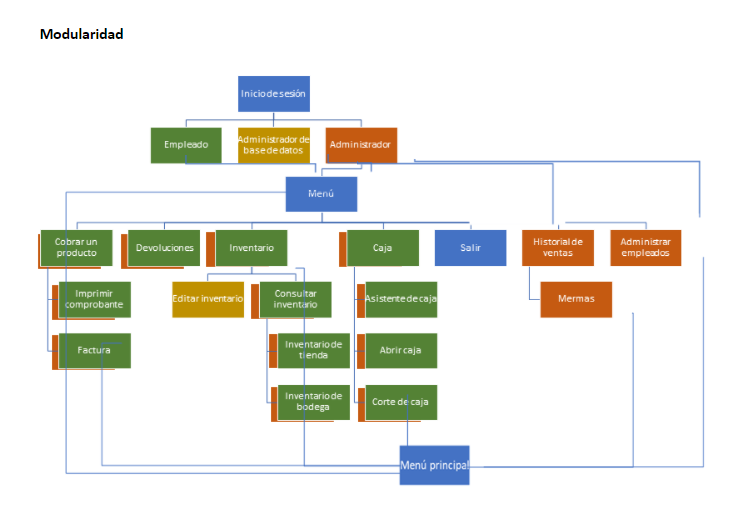 Modularidad
Inicio de sesión
Empleado
Administrador de
base de datos
Administrador
Menú
Cobrar un
producto
Devoluciones
Inventario
Caja
Salir
Historial de
ventas
Administrar
empleados
Imprimir
comprobante
Editar inventario
Consultar
inventario
Asistente de caja
Mermas
Factura
Inventario de
tienda
Abrir caja
Inventario de
bodega
Corte de caja
Menú principal